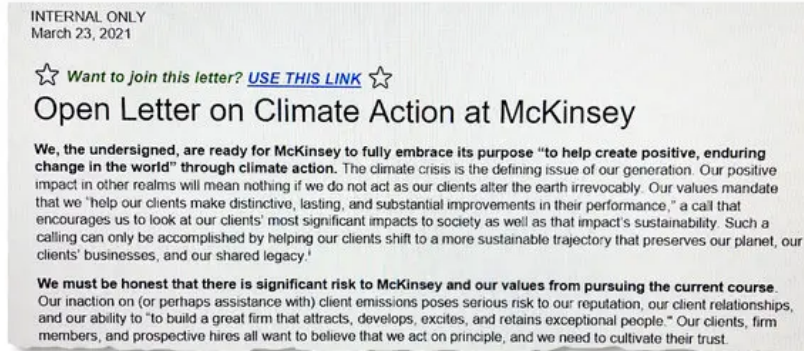 INTERNAL ONLY
March 23, 2021
Want to join this letter? USE THIS LINK
Open Letter on Climate Action at McKinsey
We, the undersigned, are ready for McKinsey to fully embrace its purpose “to help create positive, enduring
change in the world” through climate action. The climate crisis is the defining issue of our generation. Our positive
impact in other realms will mean nothing if we do not act as our clients alter the earth irrevocably. Our values mandate
that we “help our clients make distinctive, lasting, and substantial improvements in their performance,” a call that
encourages us to look at our clients' most significant impacts to society as well as that impact's sustainability. Such a
calling can only be accomplished by helping our clients shift to a more sustainable trajectory that preserves our planet, our
clients' businesses, and our shared legacy.¹
We must be honest that there is significant risk to McKinsey and our values from pursuing the current course.
Our inaction on (or perhaps assistance with) client emissions poses serious risk to our reputation, our client relationships,
and our ability to “to build a great firm that attracts, develops, excites, and retains exceptional people.” Our clients, firm
members, and prospective hires all want to believe that we act on principle, and we need to cultivate their trust.